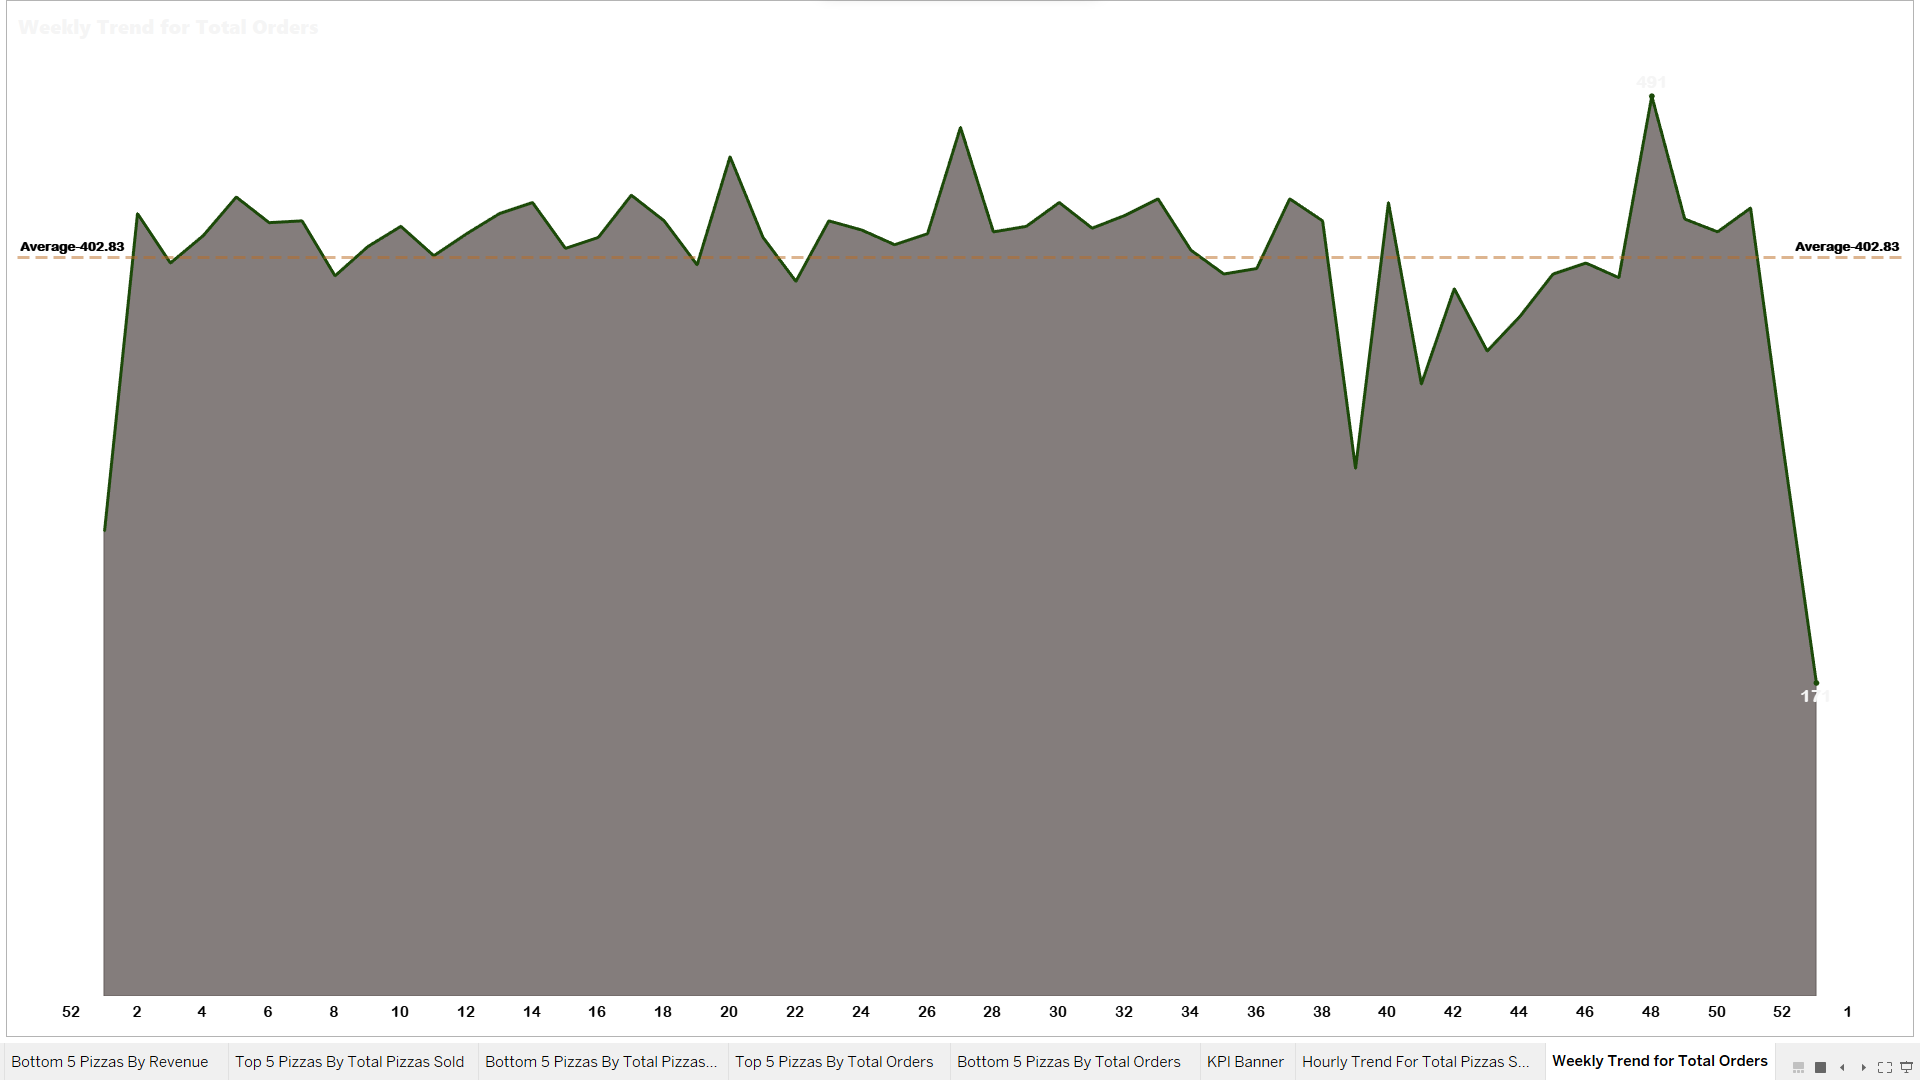 Weekly Trend for Total Orders
491
Average-402.83
Average-402.83
171
52 2 4 6 8 10 12 14 16 18 20 22 24 26 28 30 32 34 36 38 40 42 44 46 48 50 52 1
Bottom 5 Pizzas By Revenue
Top 5 Pizzas By Total Pizzas Sold
Bottom 5 Pizzas By Total Pizzas...
Top 5 Pizzas By Total Orders
Bottom 5 Pizzas By Total Orders
KPI Banner
Hourly Trend For Total Pizzas S...
Weekly Trend for Total Orders